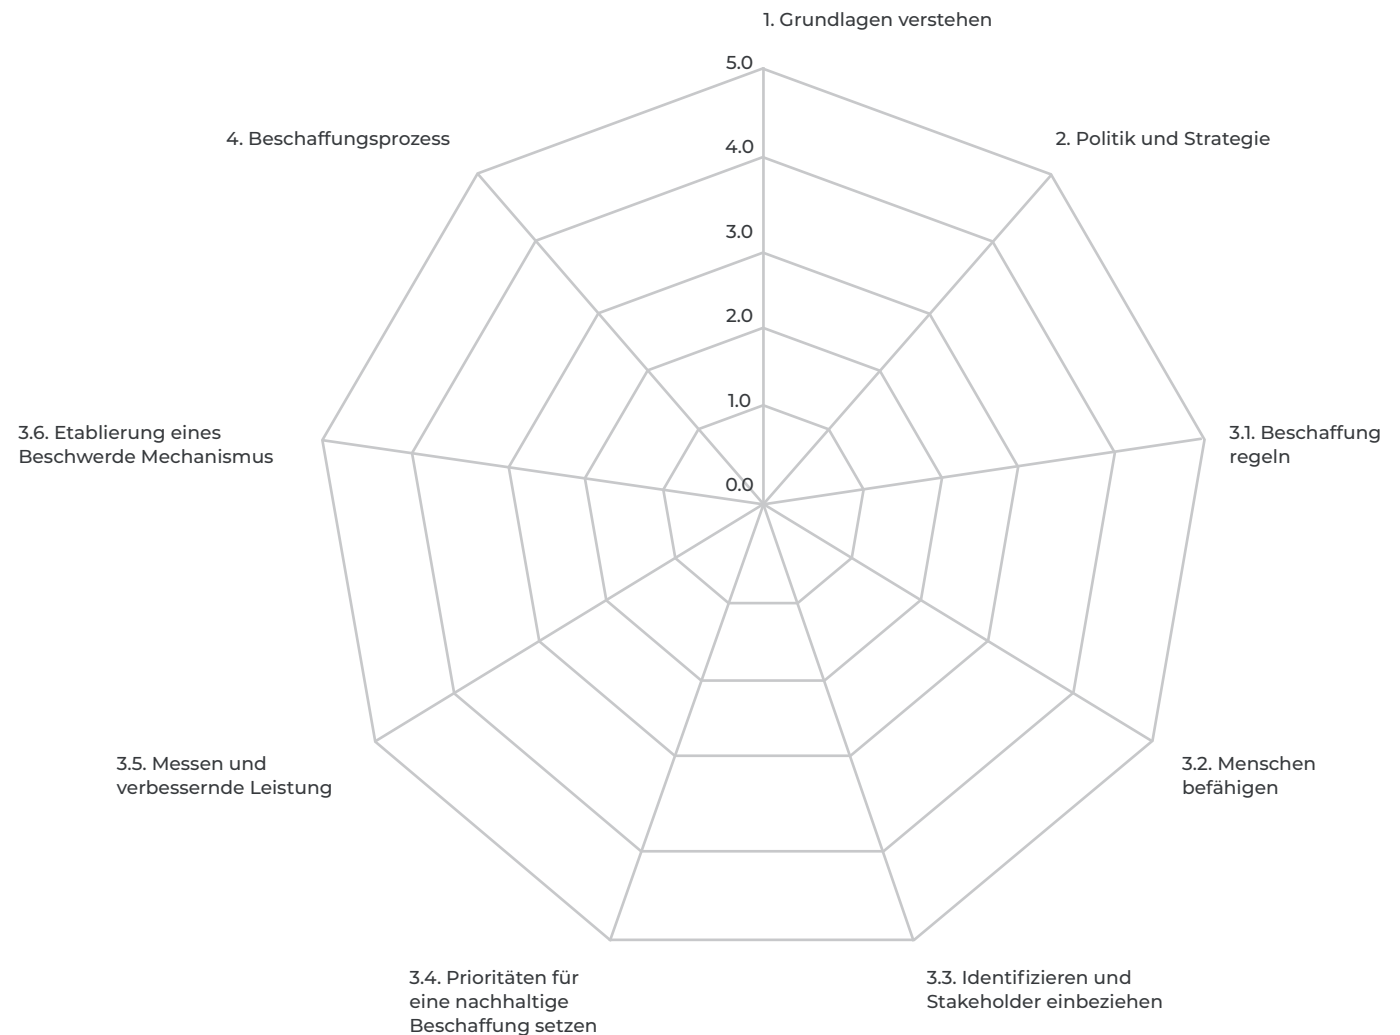 1. Grundlagen verstehen
5.0
4. Beschaffungsprozess
2. Politik und Strategie
4.0
3.0
2.0
1.0
0.0
3.6. Etablierung eines
Beschwerde Mechanismus
3.1. Beschaffung
regeln
3.5. Messen und
verbessernde Leistung
3.2. Menschen
befähigen
3.4. Prioritäten für
eine nachhaltige
Beschaffung setzen
3.3. Identifizieren und
Stakeholder einbeziehen